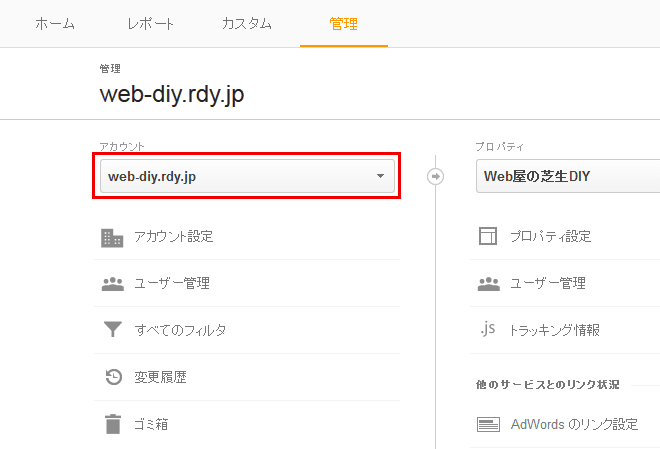 ホーム レポート カスタム 管理
管理
web-diy.rdy.jp
アカウント
web-diy.rdy.jp
アカウント設定
ユーザー管理
すべてのフィルタ
変更履歴
ゴミ箱
プロパティ
Web屋の芝生DIY
プロパティ設定
ユーザー管理
.js トラッキング情報
他のサービスとのリンク状況
AdWords のリンク設定